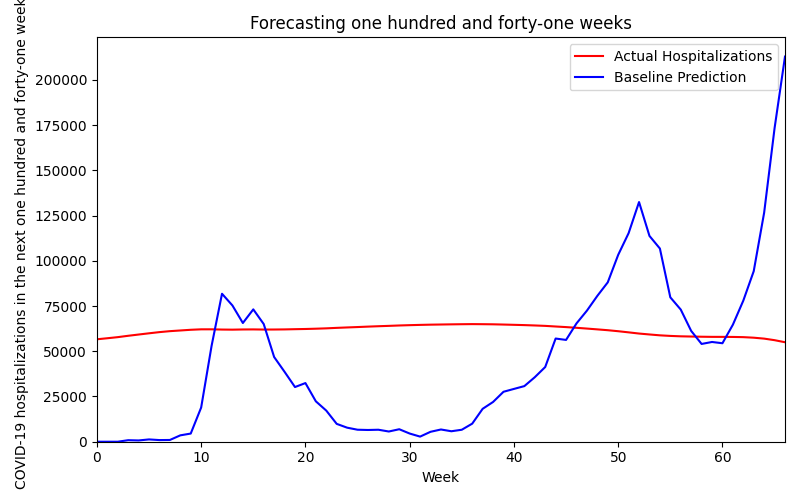 Forecasting one hundred and forty-one weeks
Actual Hospitalizations
Baseline Prediction
COVID-19 hospitalizations in the next one hundred and forty-one week
200000
175000
150000
125000
100000
75000
50000
25000
0
0 10 20 30 40 50 60
Week